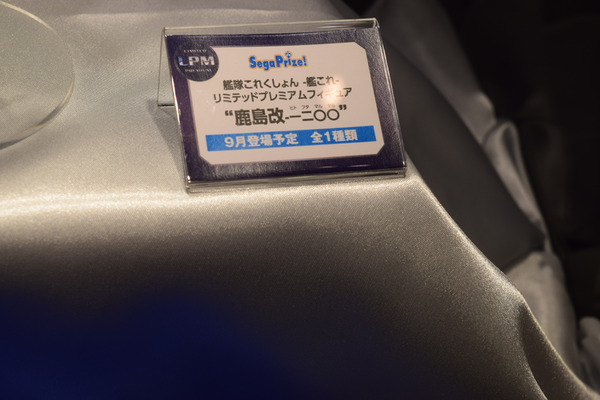 LIMITED
LPM
PREMIUM
SegaPrize!
艦隊これくしょん -艦これ-
リミテッドプレミアムフィギュア
“鹿島改-一二〇〇”
9月登場予定 全1種類